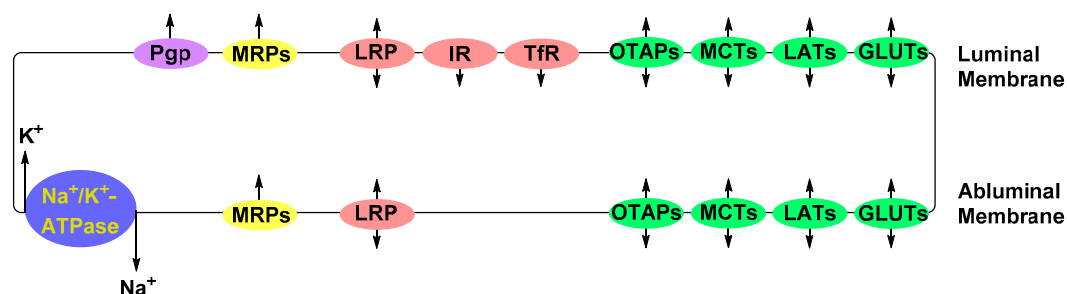 Pgp
MRPs
LRP
IR
TfR
OTAPs
MCTs
LATs
GLUTs
Luminal
Membrane
K+
Na+/K+-
ATPase
MRPs
LRP
OTAPs
MCTs
LATs
GLUTs
Abluminal
Membrane
Na+